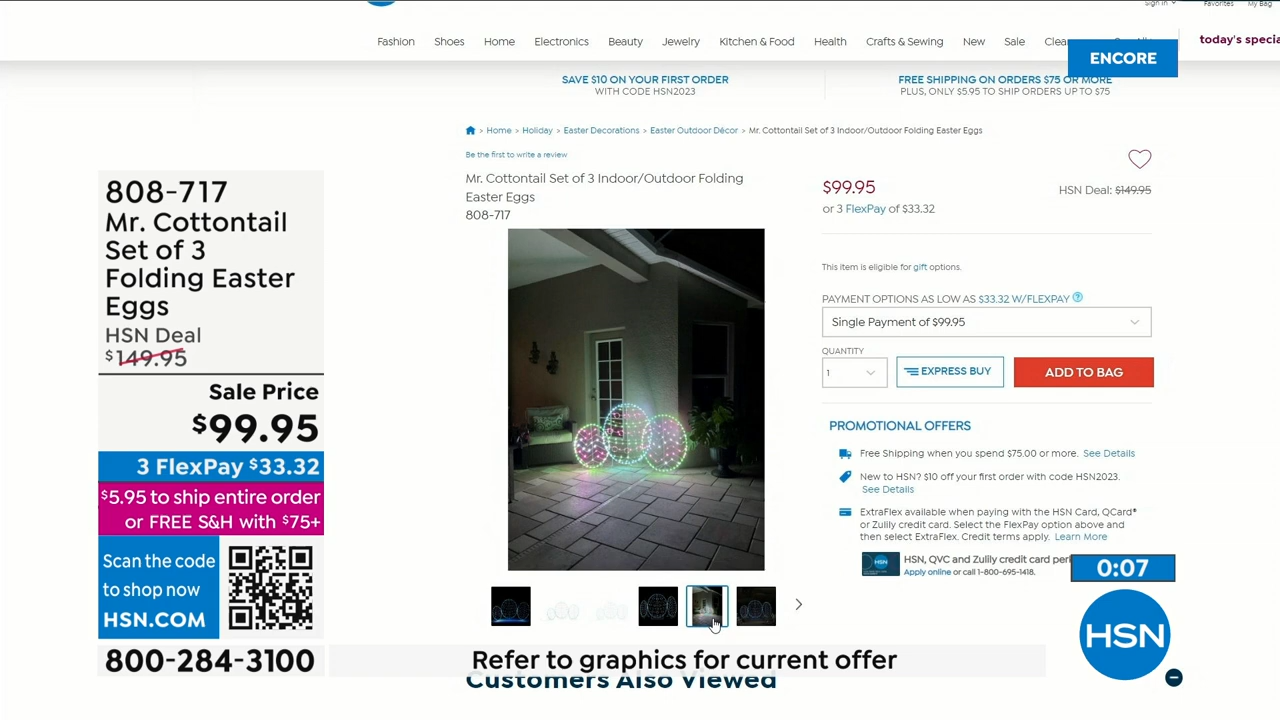 Sign In
Favorites
My Bag
Fashion
Shoes
Home
Electronics
Beauty
Jewelry
Kitchen & Food
Health
Crafts & Sewing
New
Sale
today's specia
ENCORE
SAVE $10 ON YOUR FIRST ORDER
WITH CODE HSN2023
FREE SHIPPING ON ORDERS $75 OR MORE
PLUS, ONLY $5.95 TO SHIP ORDERS UP TO $75
> Home > Holiday > Easter Decorations > Easter Outdoor Décor > Mr. Cottontail Set of 3 Indoor/Outdoor Folding Easter Eggs
Be the first to write a review
Mr. Cottontail Set of 3 Indoor/Outdoor Folding
Easter Eggs
808-717
$99.95
HSN Deal: $149.95
or 3 FlexPay of $33.32
This item is eligible for gift options.
PAYMENT OPTIONS AS LOW AS $33.32 W/FLEXPAY ?
Single Payment of $99.95
QUANTITY
1
EXPRESS BUY
ADD TO BAG
PROMOTIONAL OFFERS
Free Shipping when you spend $75.00 or more. See Details
New to HSN? $10 off your first order with code HSN2023.
See Details
ExtraFlex available when paying with the HSN Card, QCard®
or Zulily credit card. Select the FlexPay option above and
then select ExtraFlex. Credit terms apply. Learn More
HSN, QVC and Zulily credit card per
Apply online or call 1-800-695-1418.
808-717
Mr. Cottontail
Set of 3
Folding Easter
Eggs
HSN Deal
$149.95
Sale Price
$99.95
3 FlexPay $33.32
$5.95 to ship entire order
or FREE S&H with $75+
Scan the code
to shop now
HSN.COM
800-284-3100
0:07
HSN
Refer to graphics for current offer
Customers Also Viewed